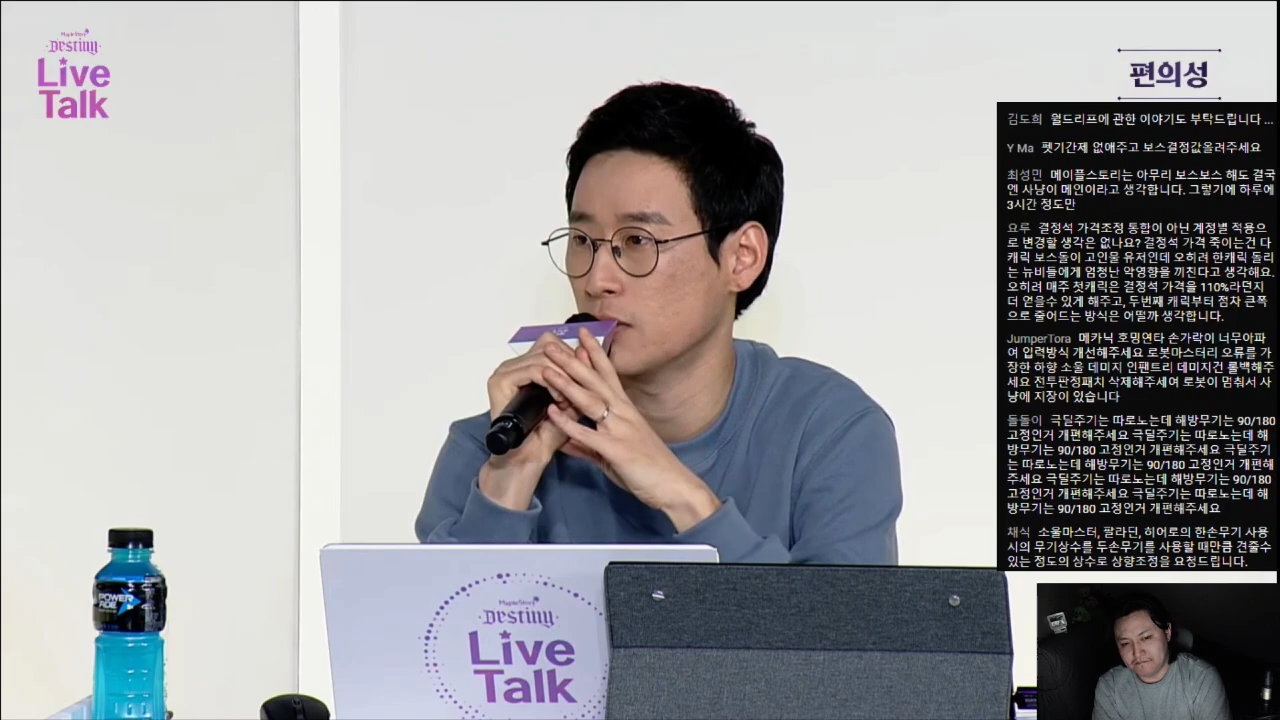 MapleStory
DESTINY
Live
Talk
편의성
김도희 월드리프에 관한 이야기도 부탁드립니다 ...
Y Ma 펫기간제 없애주고 보스결정값올려주세요
최성민 메이플스토리는 아무리 보스보스 해도 결국
엔 사냥이 메인이라고 생각합니다. 그렇기에 하루에
3시간 정도만
요루 결정석 가격조정 통합이 아닌 계정별 적용으
로 변경할 생각은 없나요? 결정석 가격 죽이는건 다
캐릭 보스돌이 고인물 유저인데 오히려 한캐릭 돌리
는 뉴비들에게 엄청난 악영향을 끼친다고 생각해요.
오히려 매주 첫캐릭은 결정석 가격을 110%라던지
더 얻을수 있게 해주고, 두번째 캐릭부터 점차 큰폭
으로 줄어드는 방식은 어떨까 생각합니다.
JumperTora 메카닉 호밍연타 손가락이 너무아파
여 입력방식 개선해주세요 로봇마스터리 오류를 가
장한 하향 소울 데미지 인팬트리 데미지건 롤백해주
세요 전투판정패치 삭제해주세여 로봇이 멈춰서 사
냥에 지장이 있습니다
돌돌이 극딜주기는 따로노는데 해방무기는 90/180
고정인거 개편해주세요 극딜주기는 따로노는데 해
방무기는 90/180 고정인거 개편해주세요 극딜주기
는 따로노는데 해방무기는 90/180 고정인거 개편해
주세요 극딜주기는 따로노는데 해방무기는 90/180
고정인거 개편해주세요 극딜주기는 따로노는데 해
방무기는 90/180 고정인거 개편해주세요
채식 소울마스터, 팔라딘, 히어로의 한손무기 사용
시의 무기상수를 두손무기를 사용할 때만큼 견줄수
있는 정도의 상수로 상향조정을 요청드립니다.
POWER
ADE
MapleStory
DESTINY
Live
Talk